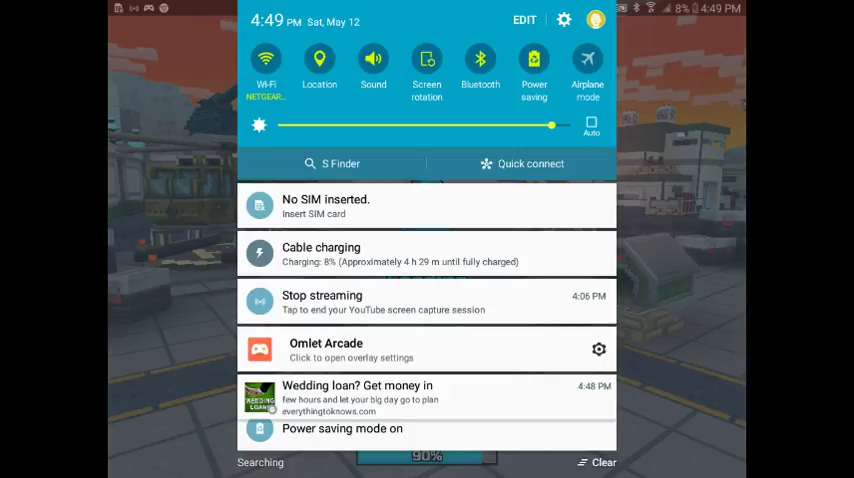 4:49 PM Sat, May 12
EDIT
8% 4:49 PM
Wi-Fi
NETGEAR...
Location
Sound
Screen
rotation
Bluetooth
Power
saving
Airplane
mode
Auto
S Finder
Quick connect
No SIM inserted.
Insert SIM card
Cable charging
Charging: 8% (Approximately 4 h 29 m until fully charged)
Stop streaming
4:06 PM
Tap to end your YouTube screen capture session
Omlet Arcade
Click to open overlay settings
Wedding loan? Get money in
4:48 PM
few hours and let your big day go to plan
everythingtoknows.com
WEDDING
LOAN
Power saving mode on
90%
Searching
Clear